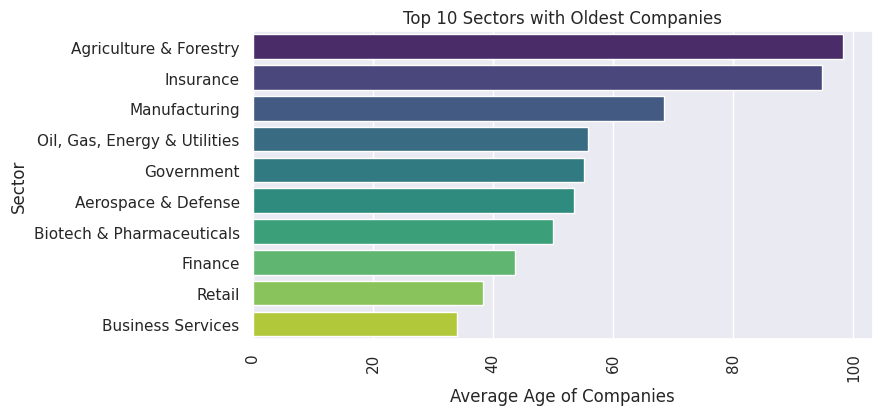 Top 10 Sectors with Oldest Companies
Sector
Agriculture & Forestry
Insurance
Manufacturing
Oil, Gas, Energy & Utilities
Government
Aerospace & Defense
Biotech & Pharmaceuticals
Finance
Retail
Business Services
0
20
40
60
80
100
Average Age of Companies